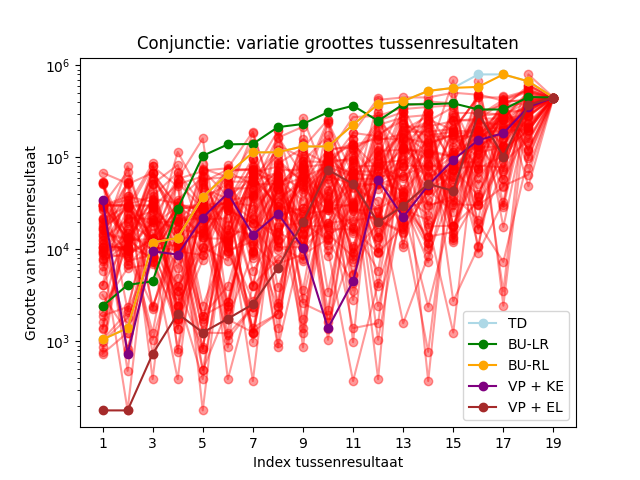 Conjunctie: variatie groottes tussenresultaten
Grootte van tussenresultaat
10^6
10^5
10^4
10^3
TD
BU-LR
BU-RL
VP + KE
VP + EL
1 3 5 7 9 11 13 15 17 19
Index tussenresultaat